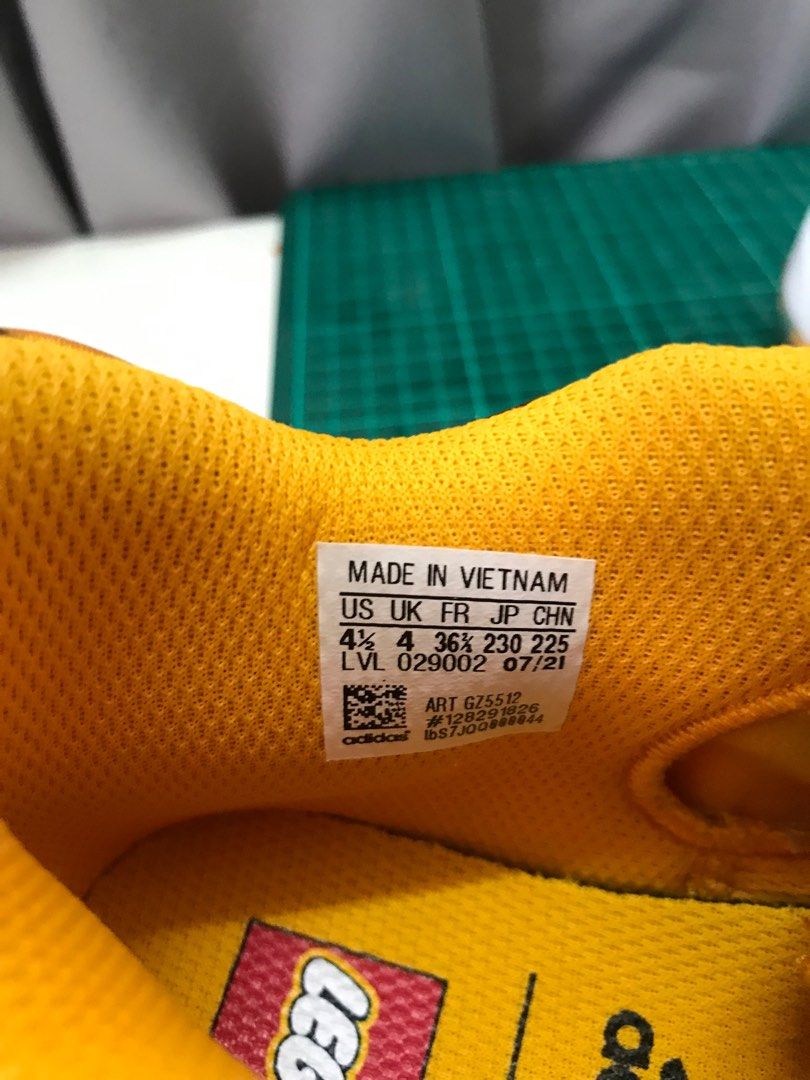 MADE IN VIETNAM
US UK FR JP CHN
4½ 4 36⅔ 230 225
LVL 029002 07/21
ART GZ5512
#128291826
adidas
LEG